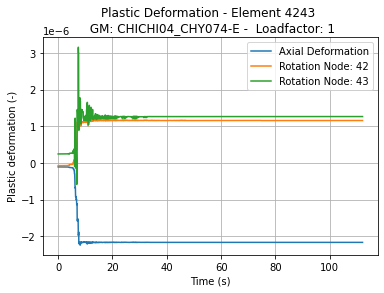 Plastic Deformation - Element 4243
GM: CHICHI04_CHY074-E - Loadfactor: 1
1e−6
Axial Deformation
Rotation Node: 42
Rotation Node: 43
3
2
1
0
−1
−2
Plastic deformation (-)
0 20 40 60 80 100
Time (s)